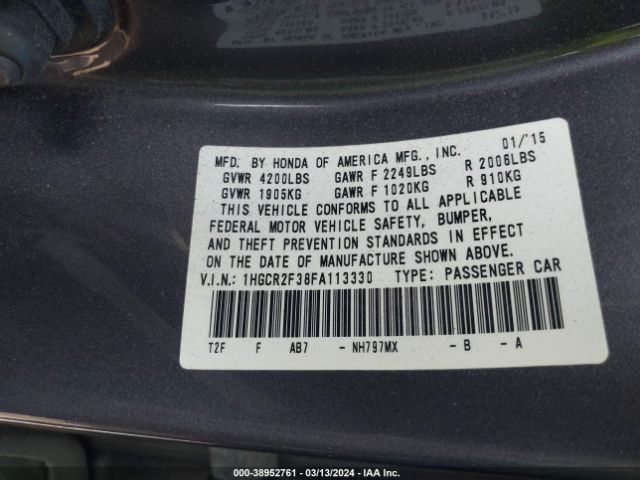 MFD. BY HONDA OF AMERICA MFG., INC. 01/'15
GVWR 4200LBS GAWR F 2249LBS R 2006LBS
GVWR 1905KG GAWR F 1020KG R 910KG
THIS VEHICLE CONFORMS TO ALL APPLICABLE
FEDERAL MOTOR VEHICLE SAFETY, BUMPER,
AND THEFT PREVENTION STANDARDS IN EFFECT
ON THE DATE OF MANUFACTURE SHOWN ABOVE.
V.I.N.: 1HGCR2F38FA113330 TYPE: PASSENGER CAR
T2F F AB7 - NH797MX - B - A
100-38952761 - 03/13/2024 - IAA Inc.